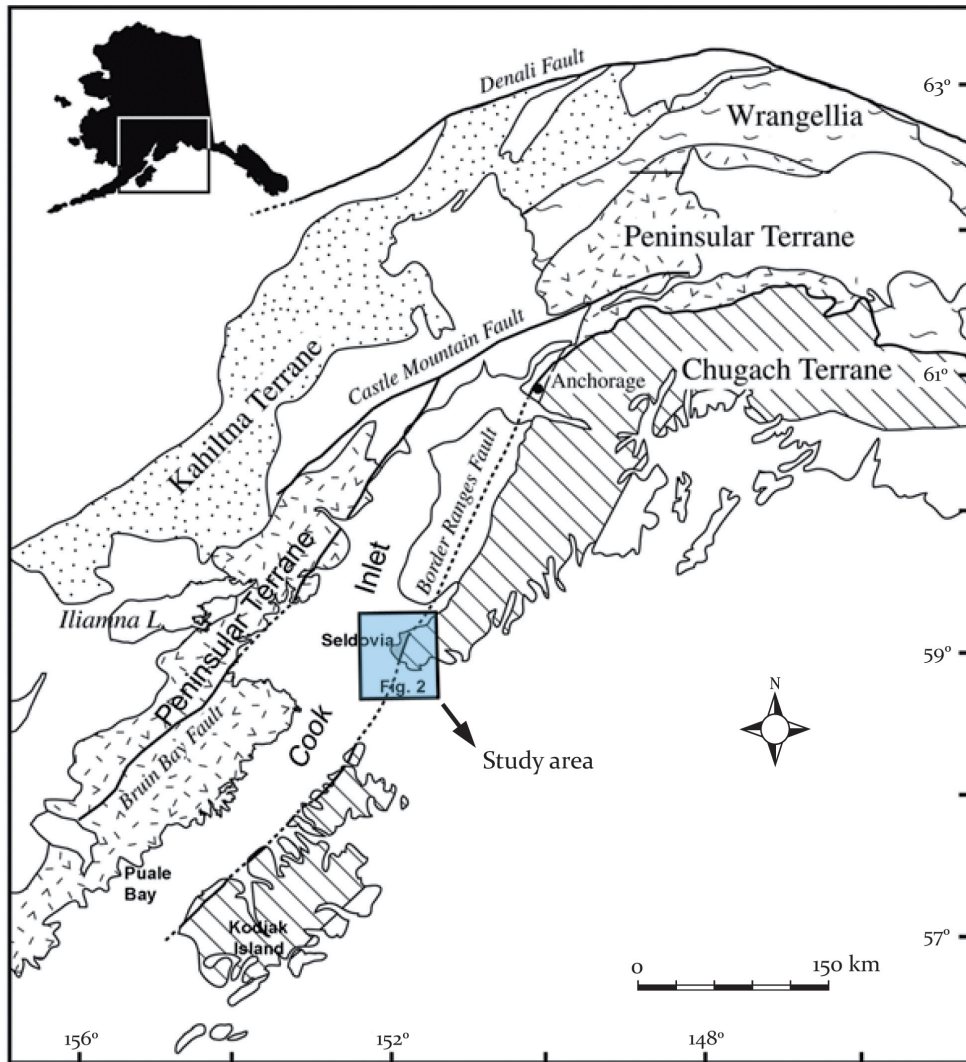 Denali Fault
63°
Wrangellia
Peninsular Terrane
Castle Mountain Fault
Chugach Terrane
61°
Anchorage
Kahiltna Terrane
Border Ranges Fault
Inlet
Peninsular Terrane
Iliamna L.
Seldovia
59°
Fig. 2
Bruin Bay Fault
Cook
Study area
N
Puale
Bay
Kodiak
Island
57°
0
150 km
156°
152°
148°